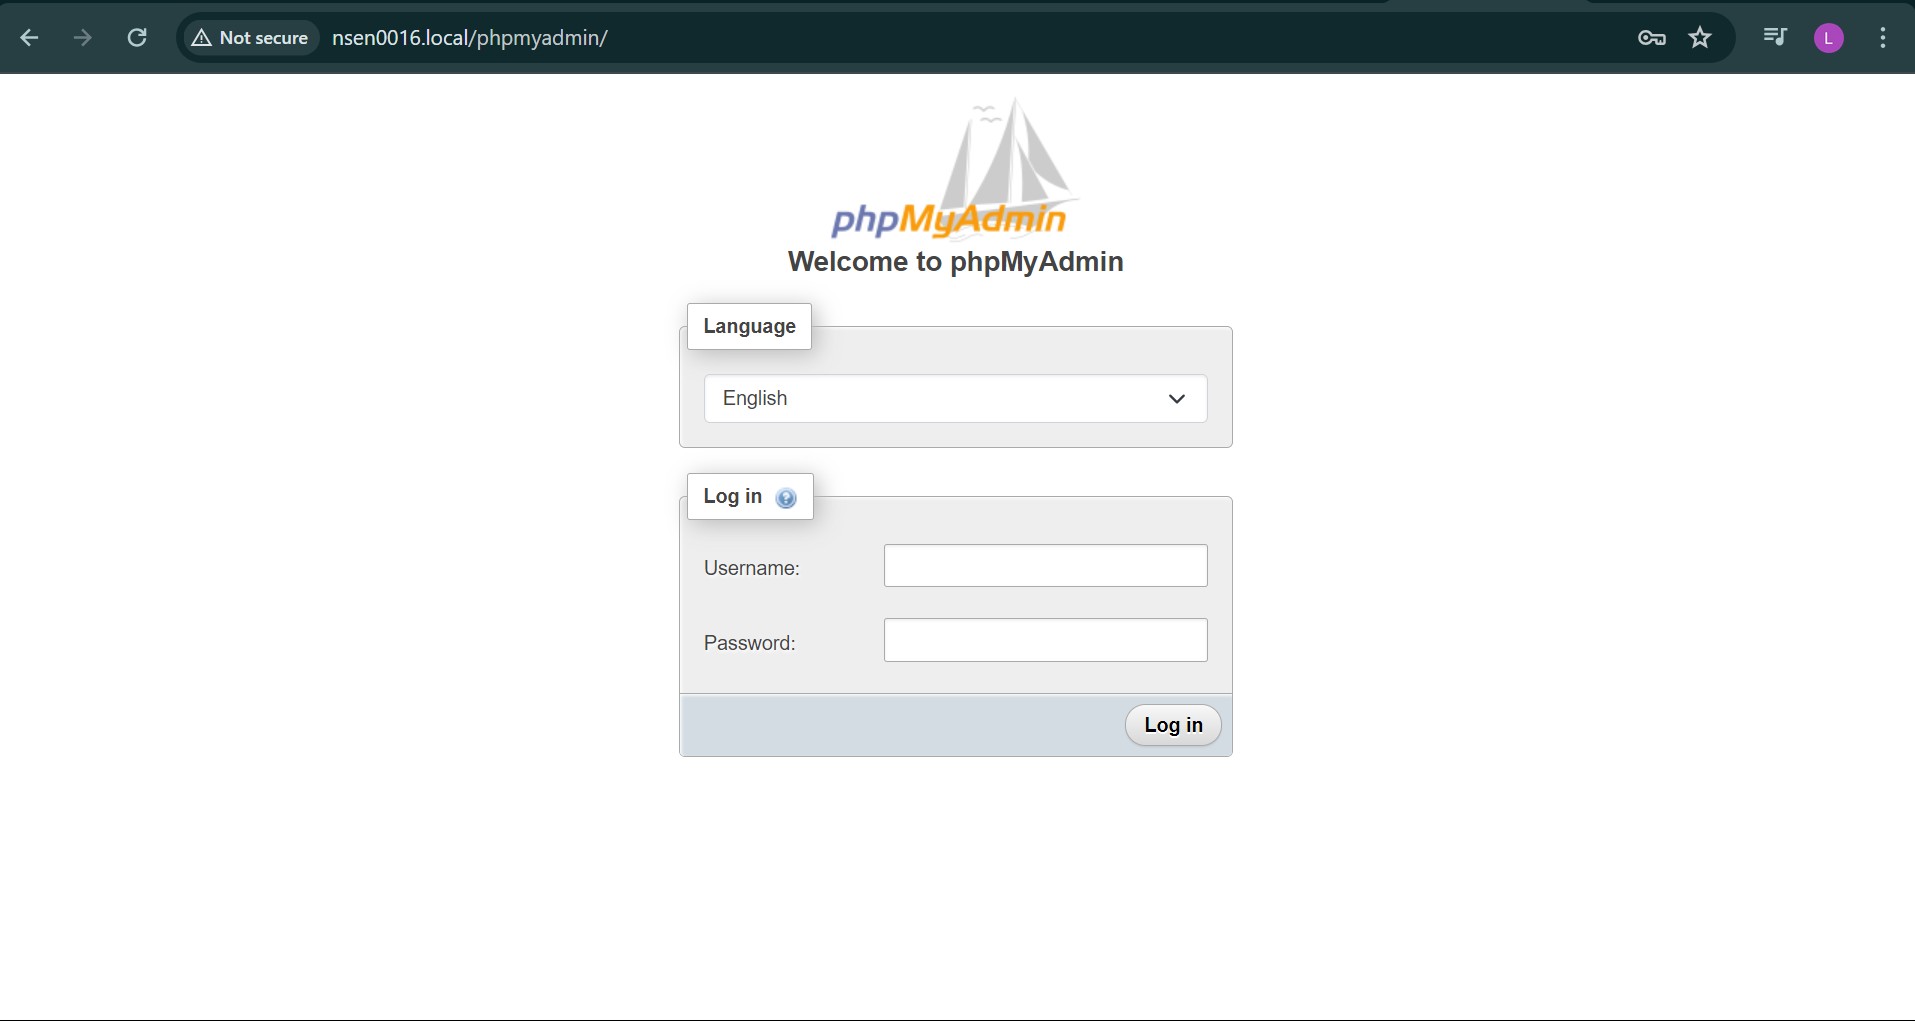 Not secure nsen0016.local/phpmyadmin/ L
phpMyAdmin
Welcome to phpMyAdmin
Language
English
Log in ?
Username:
Password:
Log in